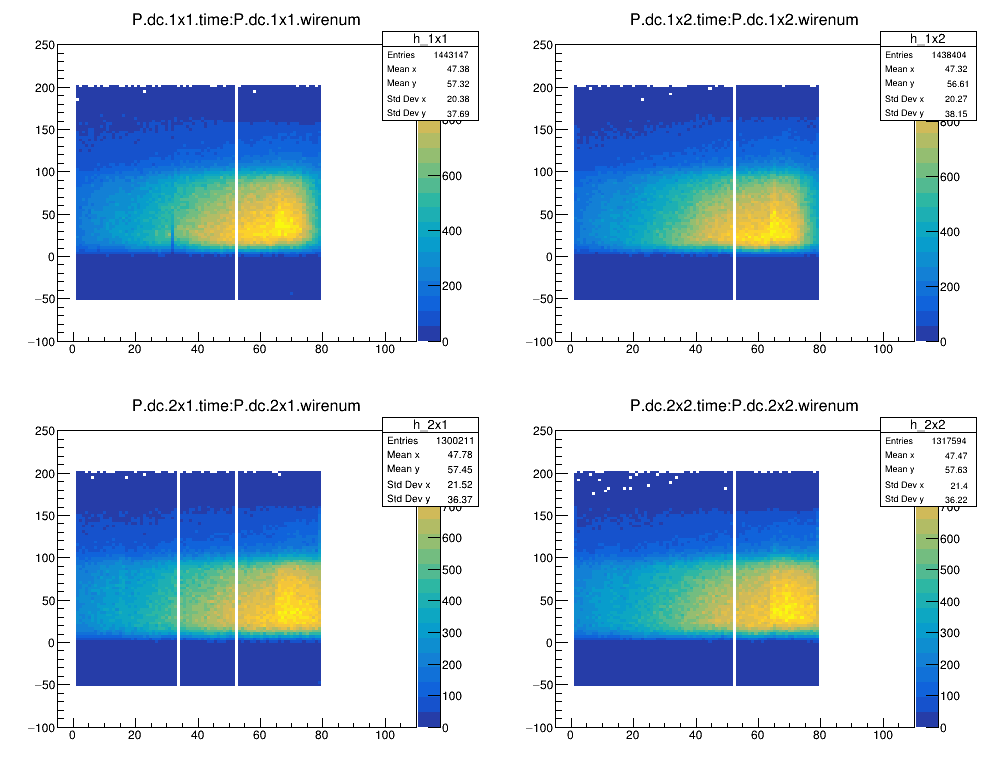 P.dc.1x1.time:P.dc.1x1.wirenum
h_1x1
Entries 1443147
Mean x 47.38
Mean y 57.32
Std Dev x 20.38
Std Dev y 37.69
250
200
150
100
50
0
−50
−100
0 20 40 60 80 100
800
600
400
200
0
P.dc.1x2.time:P.dc.1x2.wirenum
h_1x2
Entries 1438404
Mean x 47.32
Mean y 56.61
Std Dev x 20.27
Std Dev y 38.15
250
200
150
100
50
0
−50
−100
0 20 40 60 80 100
800
600
400
200
0
P.dc.2x1.time:P.dc.2x1.wirenum
h_2x1
Entries 1300211
Mean x 47.78
Mean y 57.45
Std Dev x 21.52
Std Dev y 36.37
250
200
150
100
50
0
−50
−100
0 20 40 60 80 100
700
600
500
400
300
200
100
0
P.dc.2x2.time:P.dc.2x2.wirenum
h_2x2
Entries 1317594
Mean x 47.47
Mean y 57.63
Std Dev x 21.4
Std Dev y 36.22
250
200
150
100
50
0
−50
−100
0 20 40 60 80 100
700
600
500
400
300
200
100
0